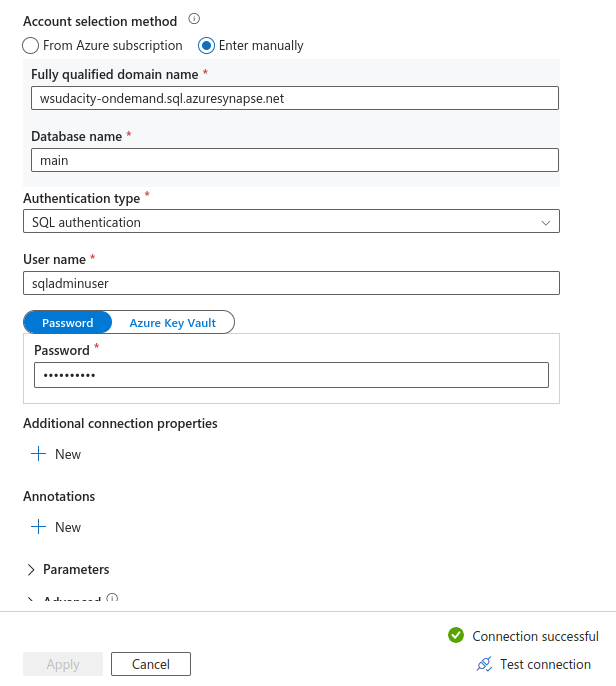 Account selection method
From Azure subscription
Enter manually
Fully qualified domain name *
wsudacity-ondemand.sql.azuresynapse.net
Database name *
main
Authentication type *
SQL authentication
User name *
sqladminuser
Password
Azure Key Vault
Password *
••••••••••
Additional connection properties
New
Annotations
New
Parameters
Advanced
Connection successful
Apply
Cancel
Test connection